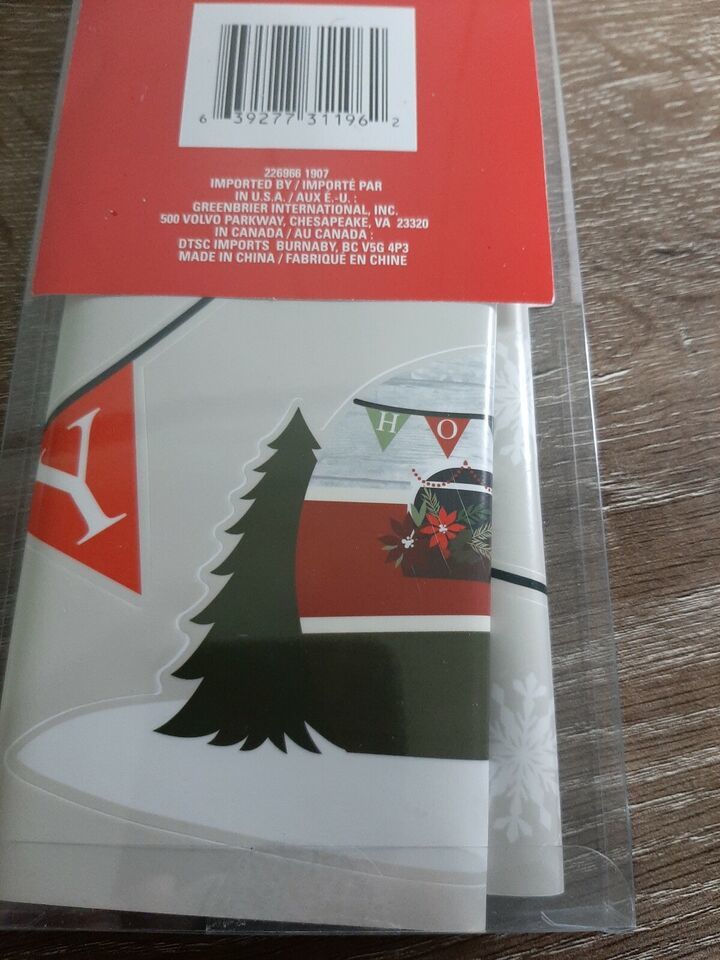 6 39277 31196 2
226966 1907
IMPORTED BY / IMPORTÉ PAR
IN U.S.A. / AUX É.-U. :
GREENBRIER INTERNATIONAL, INC.
500 VOLVO PARKWAY, CHESAPEAKE, VA 23320
IN CANADA / AU CANADA :
DTSC IMPORTS BURNABY, BC V5G 4P3
MADE IN CHINA / FABRIQUÉ EN CHINE
H O
Y